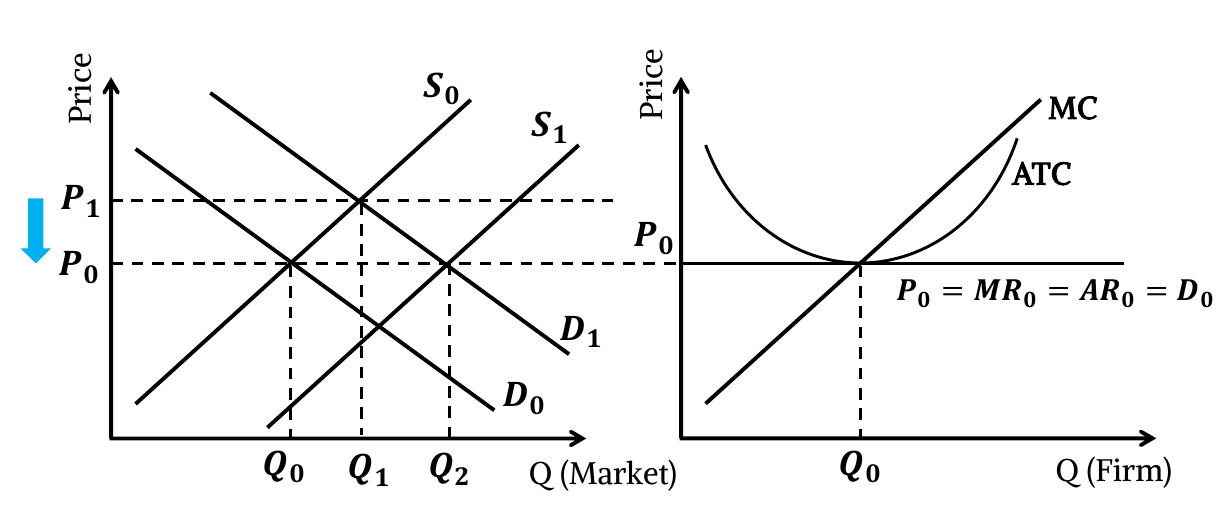 Price
S₀
S₁
P₁
P₀
D₁
D₀
Q₀
Q₁
Q₂
Q (Market)
Price
MC
ATC
P₀
P₀ = MR₀ = AR₀ = D₀
Q₀
Q (Firm)